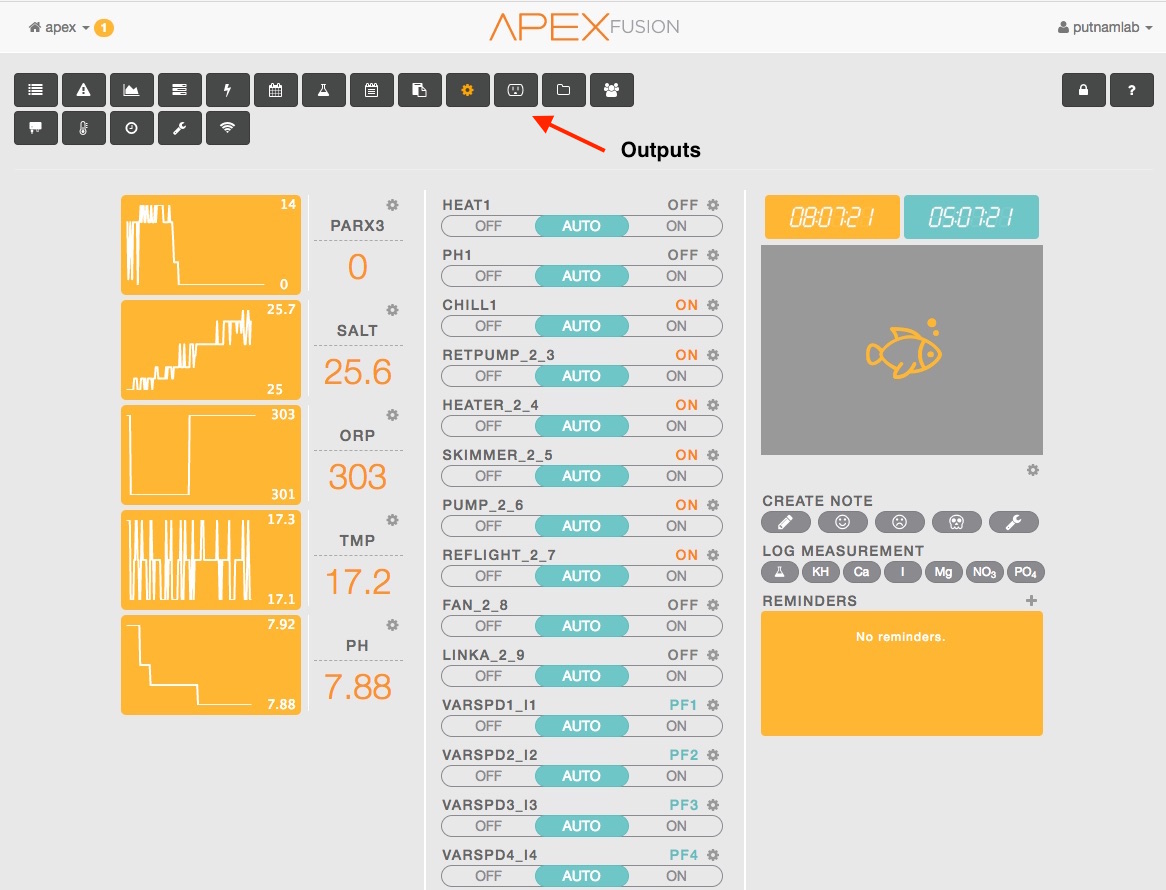 apex 1
APEX FUSION
putnamlab
?
Outputs
14
PARX3
0
0
25.7
SALT
25.6
25
303
ORP
303
301
17.3
TMP
17.2
17.1
7.92
PH
7.88
7.88
HEAT1 OFF
OFF AUTO ON
PH1 OFF
OFF AUTO ON
CHILL1 ON
OFF AUTO ON
RETPUMP_2_3 ON
OFF AUTO ON
HEATER_2_4 ON
OFF AUTO ON
SKIMMER_2_5 ON
OFF AUTO ON
PUMP_2_6 ON
OFF AUTO ON
REFLIGHT_2_7 ON
OFF AUTO ON
FAN_2_8 OFF
OFF AUTO ON
LINKA_2_9 OFF
OFF AUTO ON
VARSPD1_I1 PF1
OFF AUTO ON
VARSPD2_I2 PF2
OFF AUTO ON
VARSPD3_I3 PF3
OFF AUTO ON
VARSPD4_I4 PF4
OFF AUTO ON
08:07:21 05:07:21
CREATE NOTE
LOG MEASUREMENT
KH Ca I Mg NO3 PO4
REMINDERS +
No reminders.